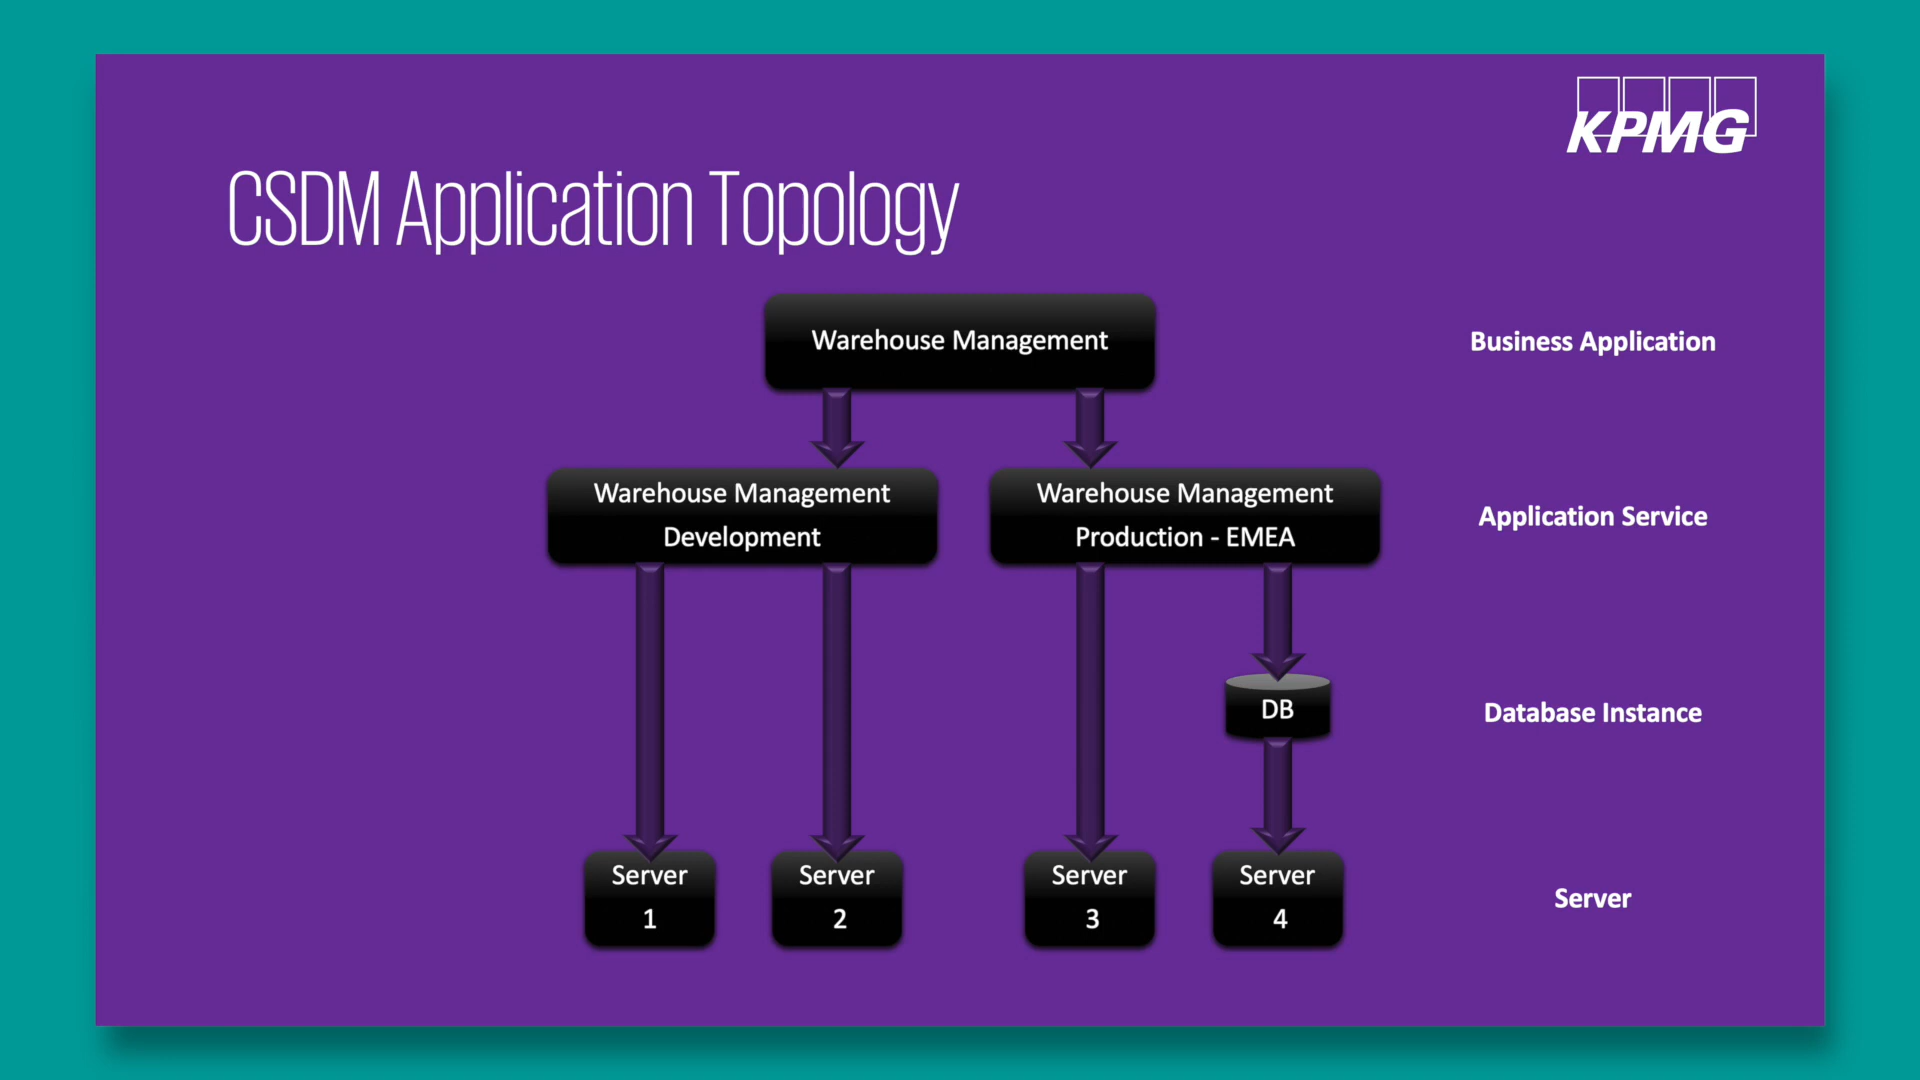 KPMG
CSDM Application Topology
Warehouse Management
Business Application
Warehouse Management
Development
Warehouse Management
Production - EMEA
Application Service
DB
Database Instance
Server
1
Server
2
Server
3
Server
4
Server